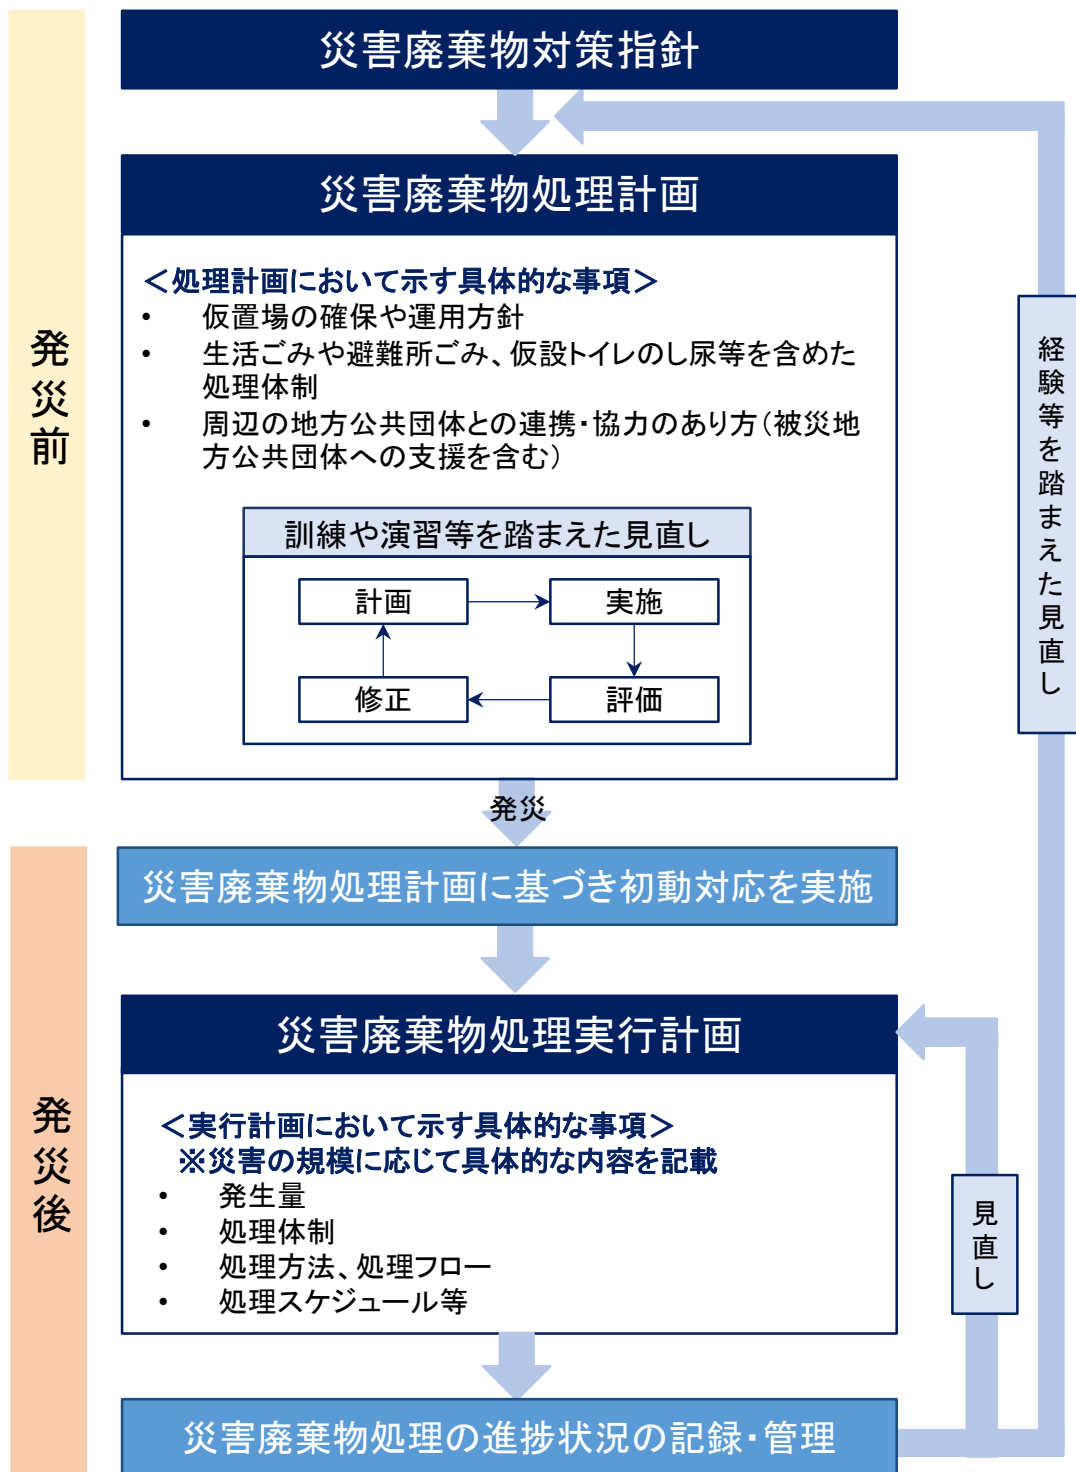 災害廃棄物対策指針
災害廃棄物処理計画
＜処理計画において示す具体的な事項＞
• 仮置場の確保や運用方針
• 生活ごみや避難所ごみ、仮設トイレのし尿等を含めた
処理体制
• 周辺の地方公共団体との連携・協力のあり方（被災地
方公共団体への支援を含む）
訓練や演習等を踏まえた見直し
計画
実施
修正
評価
発災前
経験等を踏まえた見直し
発災
災害廃棄物処理計画に基づき初動対応を実施
災害廃棄物処理実行計画
＜実行計画において示す具体的な事項＞
※災害の規模に応じて具体的な内容を記載
• 発生量
• 処理体制
• 処理方法、処理フロー
• 処理スケジュール等
発災後
見直し
災害廃棄物処理の進捗状況の記録・管理